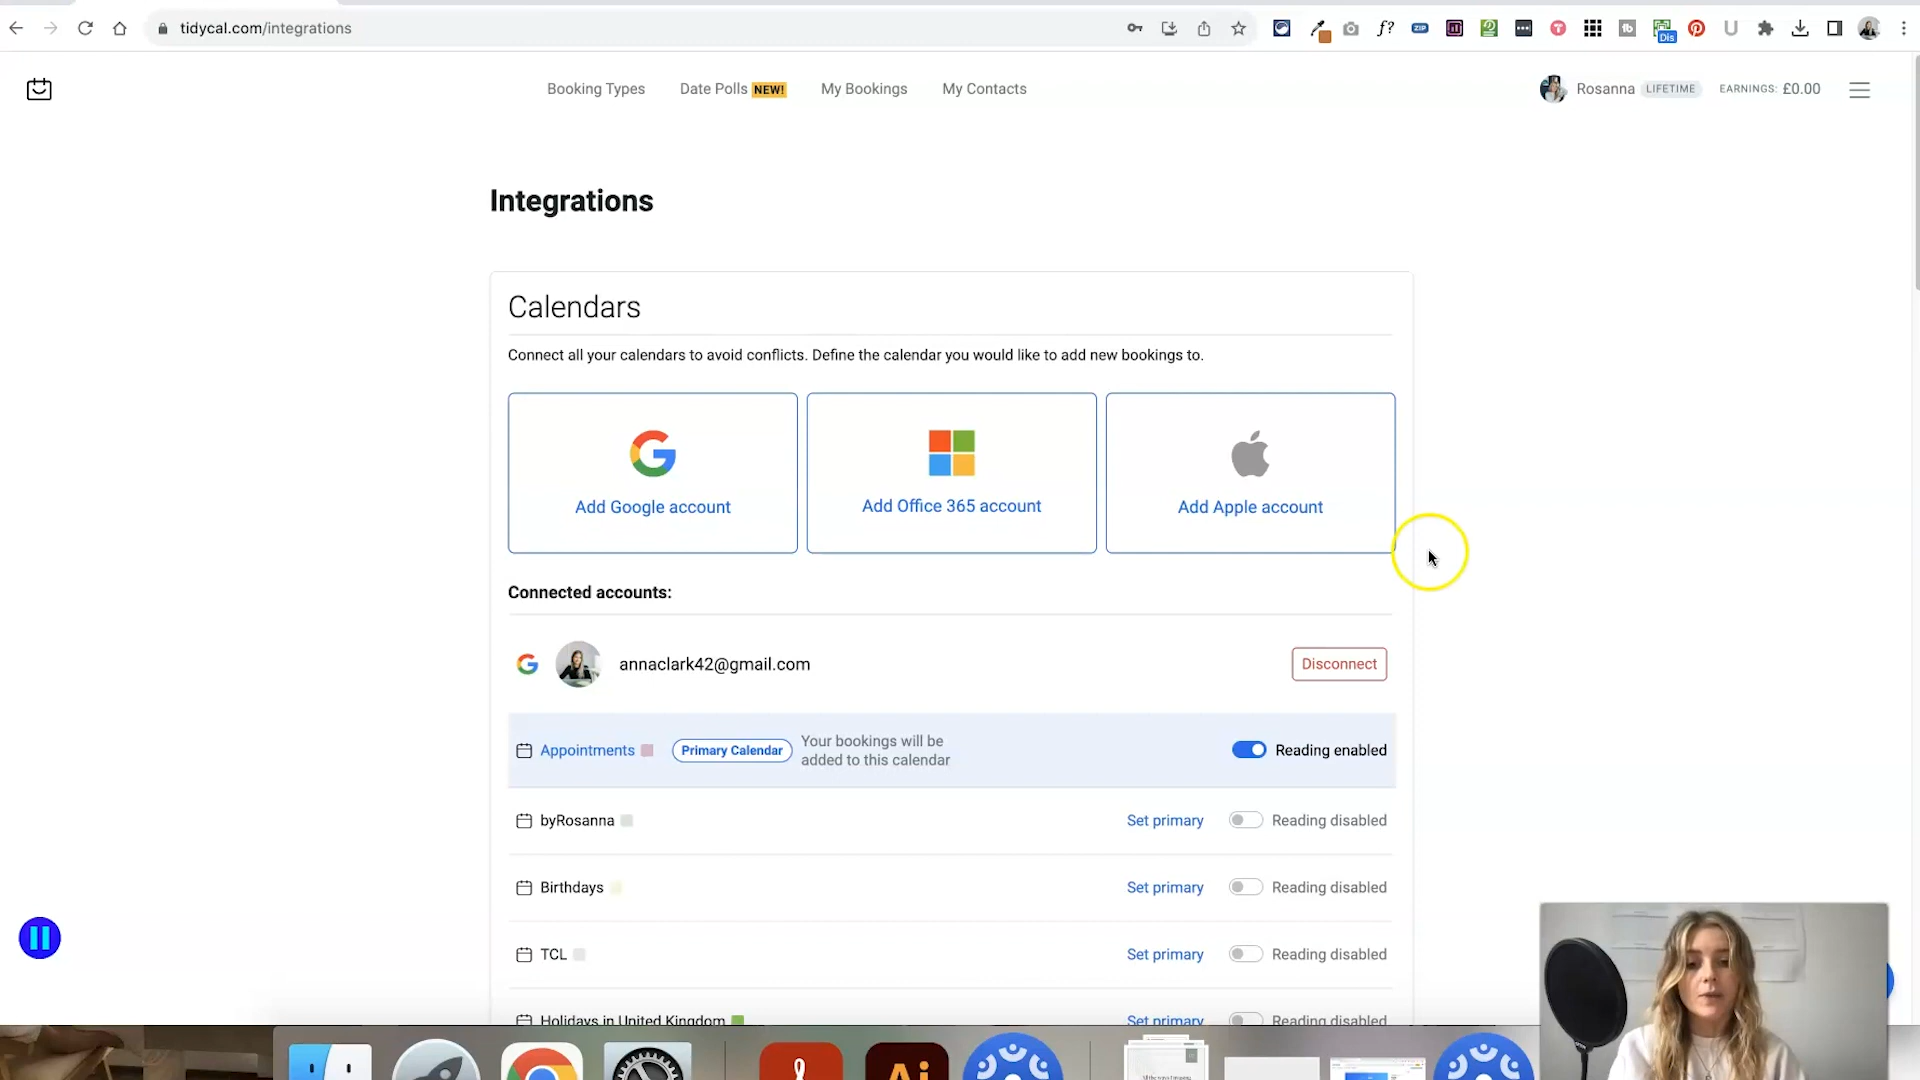 tidycal.com/integrations
f?
ZIP
Dis
Booking Types
Date Polls NEW!
My Bookings
My Contacts
Rosanna LIFETIME
EARNINGS: £0.00
Integrations
Calendars
Connect all your calendars to avoid conflicts. Define the calendar you would like to add new bookings to.
Add Google account
Add Office 365 account
Add Apple account
Connected accounts:
annaclark42@gmail.com
Disconnect
Appointments
Primary Calendar
Your bookings will be
added to this calendar
Reading enabled
byRosanna
Set primary
Reading disabled
Birthdays
Set primary
Reading disabled
TCL
Set primary
Reading disabled
Holidays in United Kingdom
Set primary
Reading disabled
Ai